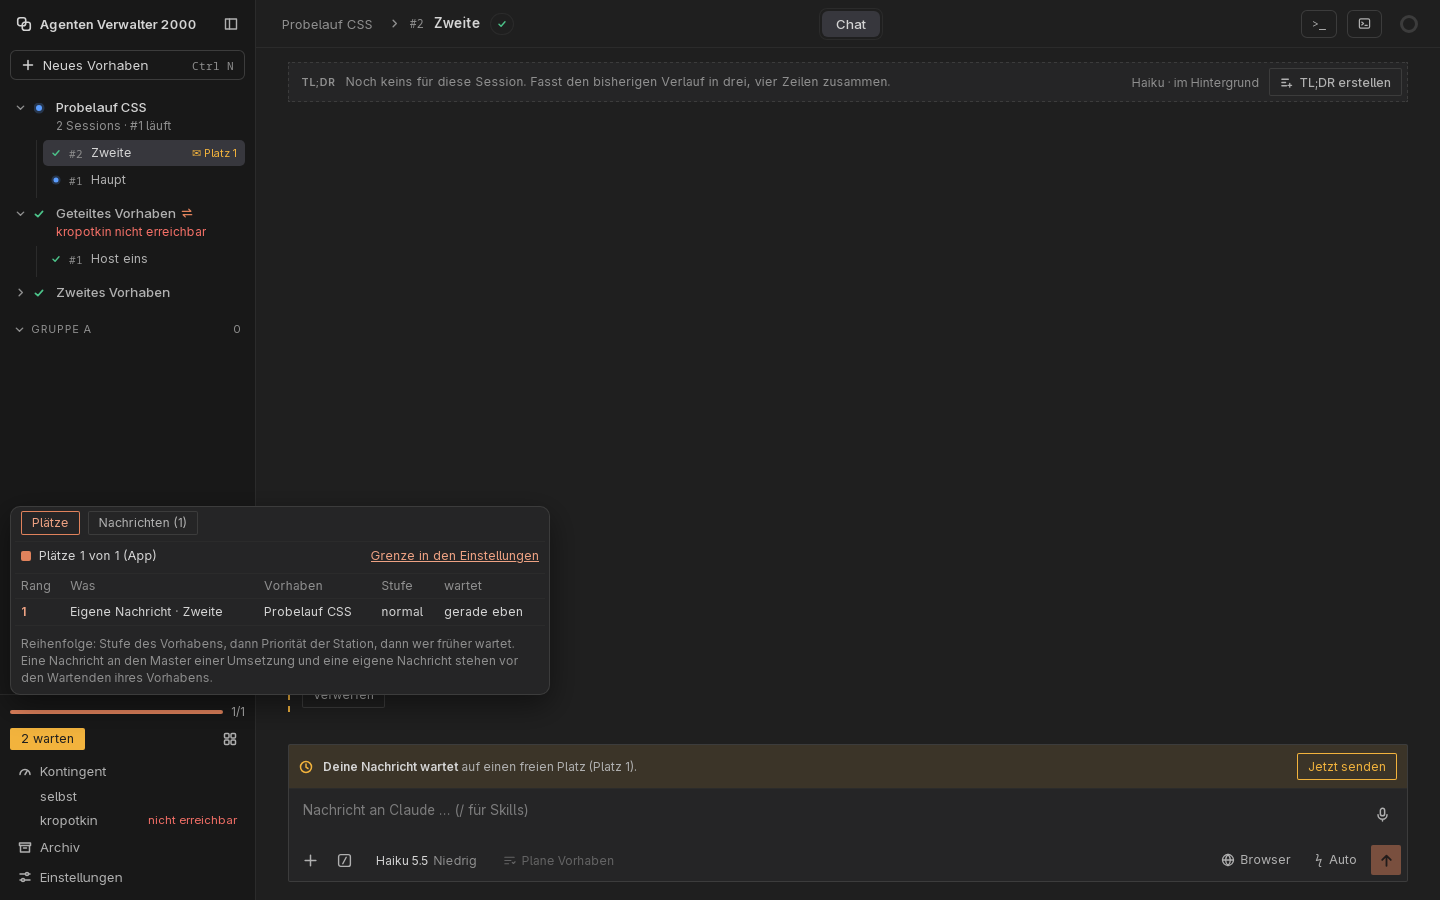 Agenten Verwalter 2000
Neues Vorhaben Ctrl N
Probelauf CSS
2 Sessions · #1 läuft
#2 Zweite ✉ Platz 1
#1 Haupt
Geteiltes Vorhaben ⇌
kropotkin nicht erreichbar
#1 Host eins
Zweites Vorhaben
GRUPPE A 0
Probelauf CSS > #2 Zweite
Chat
>_
TL;DR Noch keins für diese Session. Fasst den bisherigen Verlauf in drei, vier Zeilen zusammen.
Haiku · im Hintergrund TL;DR erstellen
Plätze Nachrichten (1)
Plätze 1 von 1 (App) Grenze in den Einstellungen
Rang Was Vorhaben Stufe wartet
1 Eigene Nachricht · Zweite Probelauf CSS normal gerade eben
Reihenfolge: Stufe des Vorhabens, dann Priorität der Station, dann wer früher wartet.
Eine Nachricht an den Master einer Umsetzung und eine eigene Nachricht stehen vor
den Wartenden ihres Vorhabens.
Verwerfen
1/1
2 warten
Kontingent
selbst
kropotkin nicht erreichbar
Archiv
Einstellungen
Deine Nachricht wartet auf einen freien Platz (Platz 1). Jetzt senden
Nachricht an Claude … (/ für Skills)
Haiku 5.5 Niedrig Plane Vorhaben Browser Auto